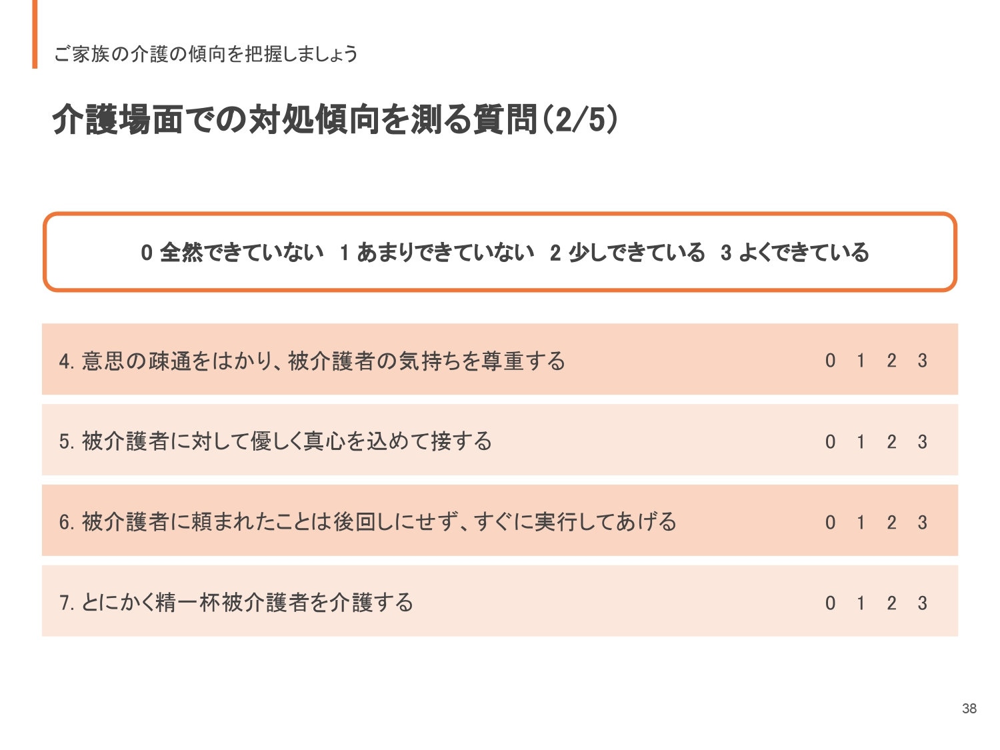 ご家族の介護の傾向を把握しましょう
介護場面での対処傾向を測る質問（2/5）
0 全然できていない 1 あまりできていない 2 少しできている 3 よくできている
4. 意思の疎通をはかり、被介護者の気持ちを尊重する 0 1 2 3
5. 被介護者に対して優しく真心を込めて接する 0 1 2 3
6. 被介護者に頼まれたことは後回しにせず、すぐに実行してあげる 0 1 2 3
7. とにかく精一杯被介護者を介護する 0 1 2 3
38